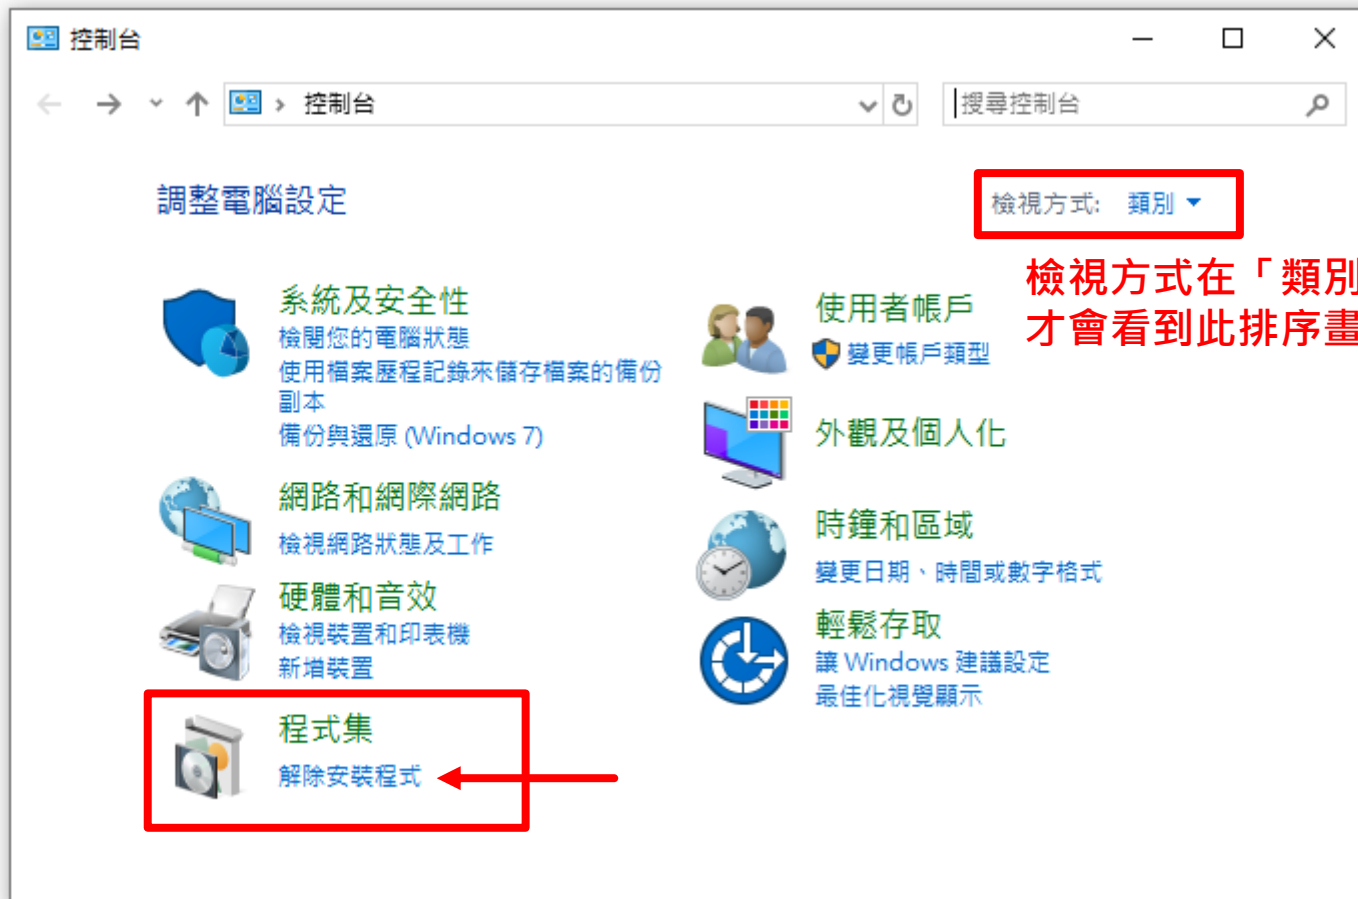 控制台
控制台
搜尋控制台
調整電腦設定
檢視方式: 類別
檢視方式在「類別
才會看到此排序畫
系統及安全性
檢閱您的電腦狀態
使用檔案歷程記錄來儲存檔案的備份
副本
備份與還原 (Windows 7)
網路和網際網路
檢視網路狀態及工作
硬體和音效
檢視裝置和印表機
新增裝置
程式集
解除安裝程式
使用者帳戶
變更帳戶類型
外觀及個人化
時鐘和區域
變更日期、時間或數字格式
輕鬆存取
讓 Windows 建議設定
最佳化視覺顯示